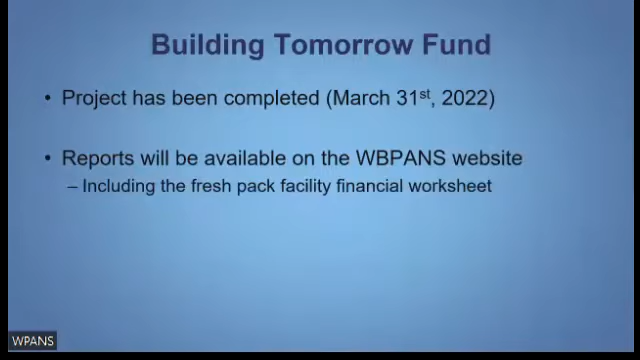 Building Tomorrow Fund
• Project has been completed (March 31st, 2022)
• Reports will be available on the WBPANS website
– Including the fresh pack facility financial worksheet
WPANS